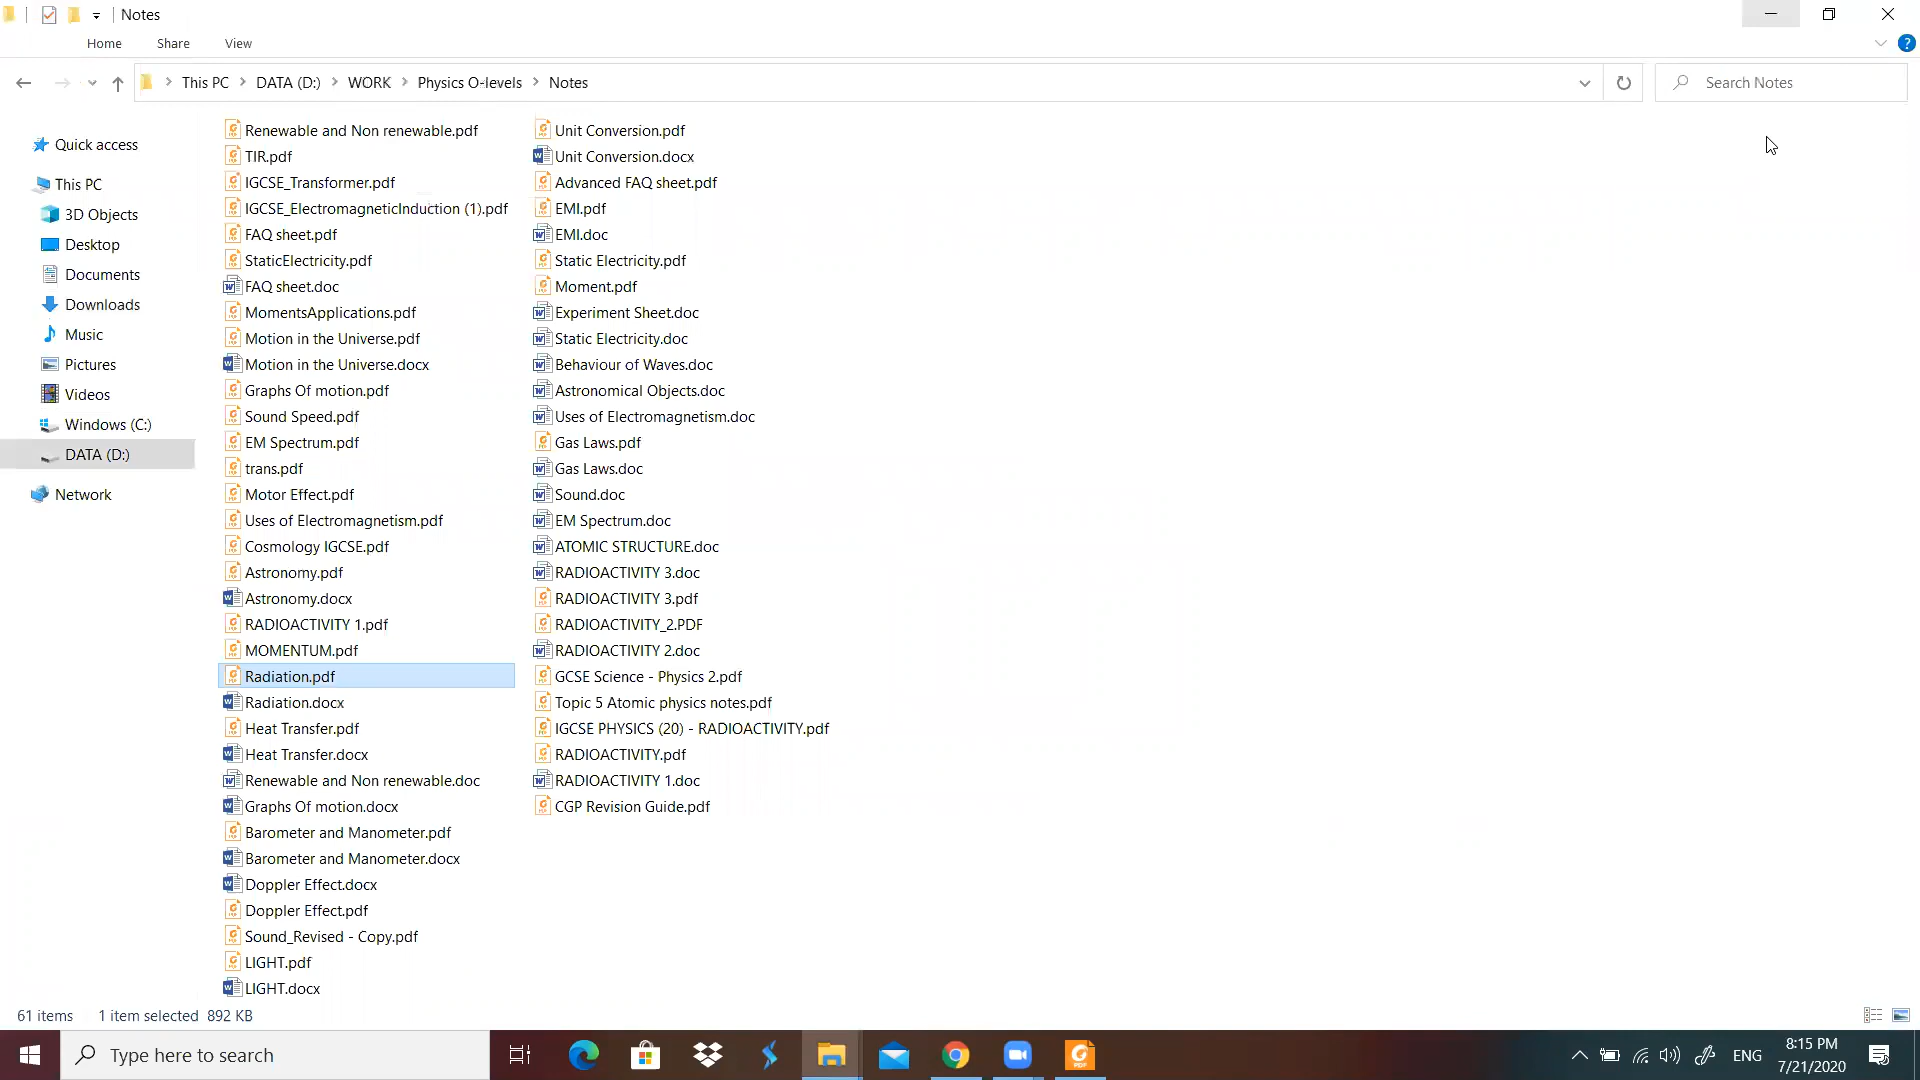 Notes
Home Share View
This PC DATA (D:) WORK Physics O-levels Notes
Search Notes
Quick access
This PC
3D Objects
Desktop
Documents
Downloads
Music
Pictures
Videos
Windows (C:)
DATA (D:)
Network
Renewable and Non renewable.pdf
TIR.pdf
IGCSE_Transformer.pdf
IGCSE_ElectromagneticInduction (1).pdf
FAQ sheet.pdf
StaticElectricity.pdf
FAQ sheet.doc
MomentsApplications.pdf
Motion in the Universe.pdf
Motion in the Universe.docx
Graphs Of motion.pdf
Sound Speed.pdf
EM Spectrum.pdf
trans.pdf
Motor Effect.pdf
Uses of Electromagnetism.pdf
Cosmology IGCSE.pdf
Astronomy.pdf
Astronomy.docx
RADIOACTIVITY 1.pdf
MOMENTUM.pdf
Radiation.pdf
Radiation.docx
Heat Transfer.pdf
Heat Transfer.docx
Renewable and Non renewable.doc
Graphs Of motion.docx
Barometer and Manometer.pdf
Barometer and Manometer.docx
Doppler Effect.docx
Doppler Effect.pdf
Sound_Revised - Copy.pdf
LIGHT.pdf
LIGHT.docx
Unit Conversion.pdf
Unit Conversion.docx
Advanced FAQ sheet.pdf
EMI.pdf
EMI.doc
Static Electricity.pdf
Moment.pdf
Experiment Sheet.doc
Static Electricity.doc
Behaviour of Waves.doc
Astronomical Objects.doc
Uses of Electromagnetism.doc
Gas Laws.pdf
Gas Laws.doc
Sound.doc
EM Spectrum.doc
ATOMIC STRUCTURE.doc
RADIOACTIVITY 3.doc
RADIOACTIVITY 3.pdf
RADIOACTIVITY_2.PDF
RADIOACTIVITY 2.doc
GCSE Science - Physics 2.pdf
Topic 5 Atomic physics notes.pdf
IGCSE PHYSICS (20) - RADIOACTIVITY.pdf
RADIOACTIVITY.pdf
RADIOACTIVITY 1.doc
CGP Revision Guide.pdf
61 items 1 item selected 892 KB
Type here to search
ENG
8:15 PM
7/21/2020